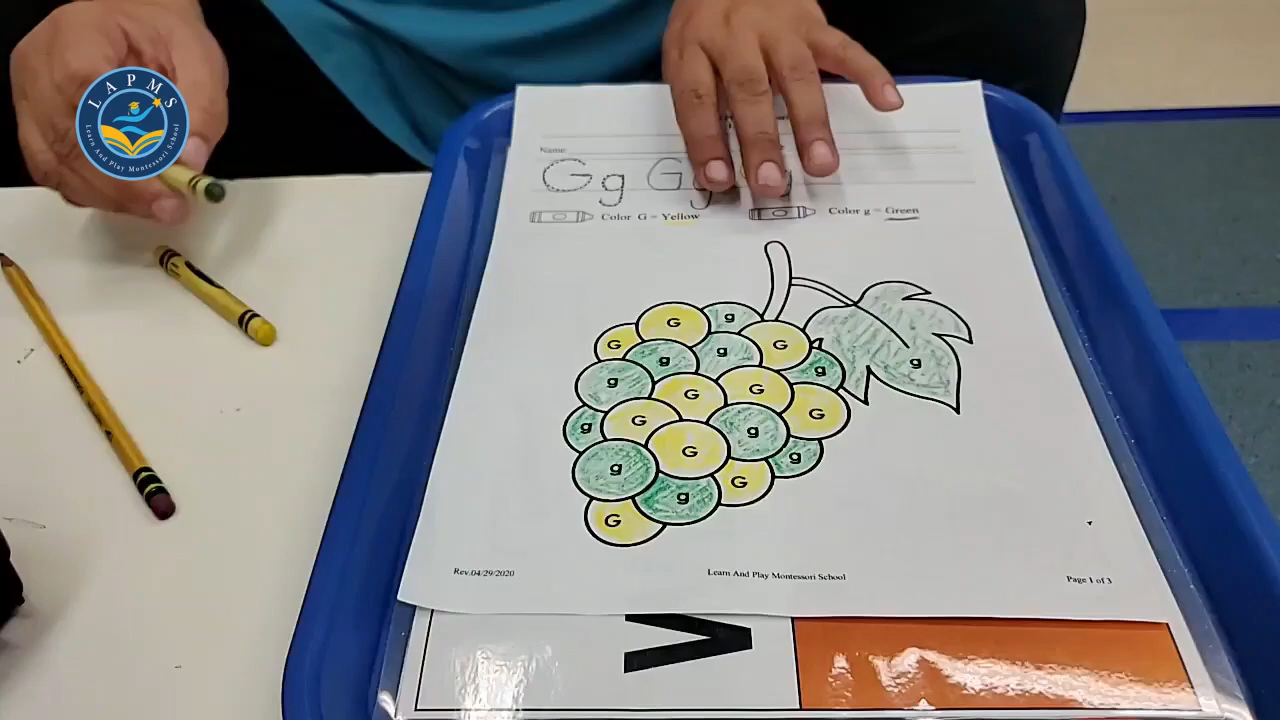 LAPMS
Learn And Play Montessori School
Name
Gg Gg g
Color G = Yellow
Color g = Green
G g
G g G
g g g
g G G g
G G
g G g
G g
g G
g
G
Rev.04/29/2020
Learn And Play Montessori School
Page 1 of 3
V